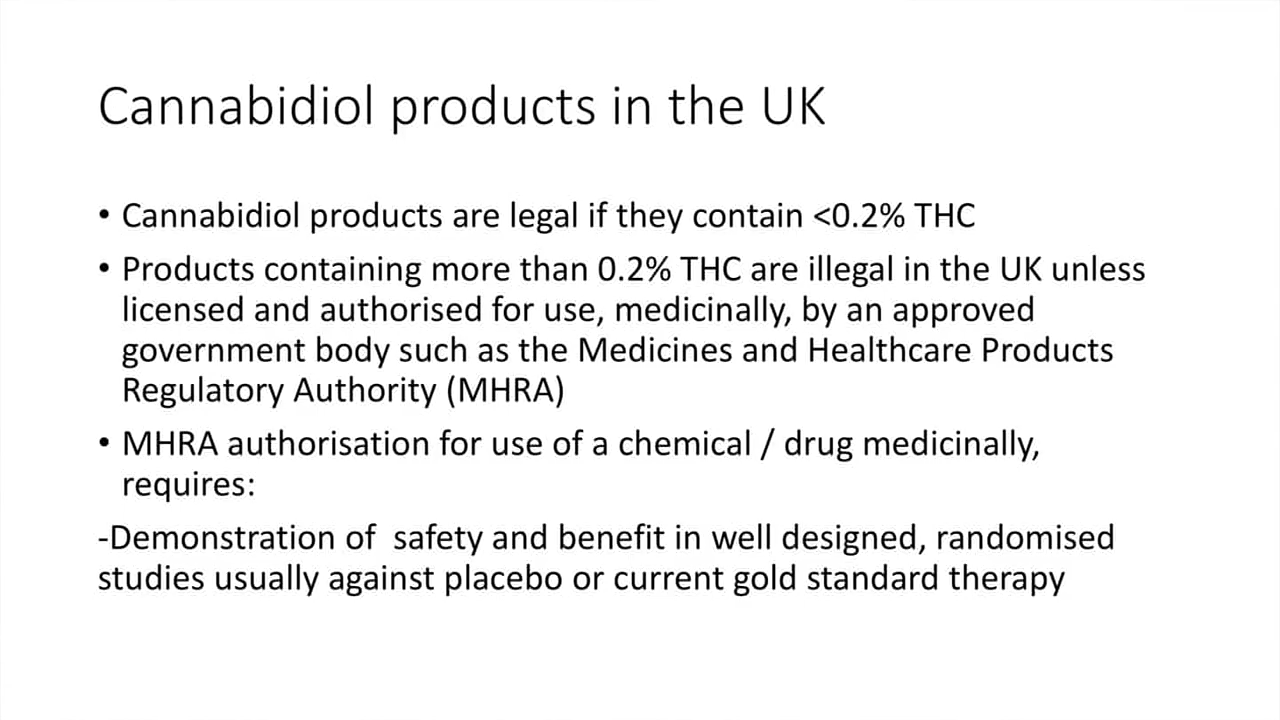 Cannabidiol products in the UK
• Cannabidiol products are legal if they contain <0.2% THC
• Products containing more than 0.2% THC are illegal in the UK unless
licensed and authorised for use, medicinally, by an approved
government body such as the Medicines and Healthcare Products
Regulatory Authority (MHRA)
• MHRA authorisation for use of a chemical / drug medicinally,
requires:
-Demonstration of  safety and benefit in well designed, randomised
studies usually against placebo or current gold standard therapy